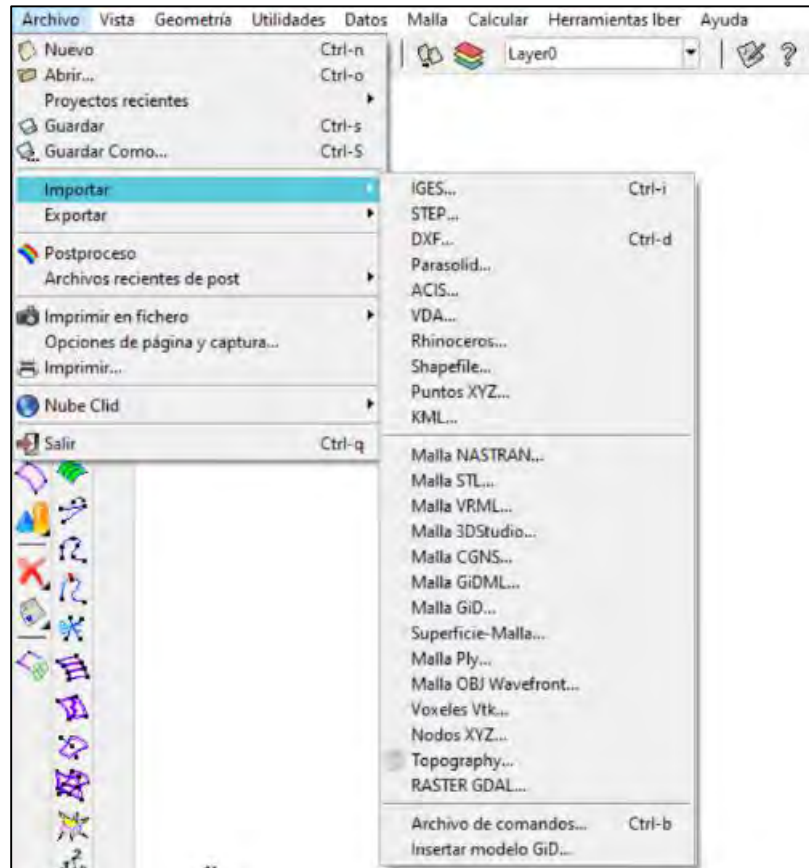 Archivo Vista Geometría Utilidades Datos Malla Calcular Herramientas Iber Ayuda
Nuevo Ctrl-n
Abrir... Ctrl-o
Proyectos recientes
Guardar Ctrl-s
Guardar Como... Ctrl-S
Importar
Exportar
Postproceso
Archivos recientes de post
Imprimir en fichero
Opciones de página y captura...
Imprimir...
Nube Clid
Salir Ctrl-q
Layer0
IGES... Ctrl-i
STEP...
DXF... Ctrl-d
Parasolid...
ACIS...
VDA...
Rhinoceros...
Shapefile...
Puntos XYZ...
KML...
Malla NASTRAN...
Malla STL...
Malla VRML...
Malla 3DStudio...
Malla CGNS...
Malla GiDML...
Malla GiD...
Superficie-Malla...
Malla Ply...
Malla OBJ Wavefront...
Voxeles Vtk...
Nodos XYZ...
Topography...
RASTER GDAL...
Archivo de comandos... Ctrl-b
Insertar modelo GiD...